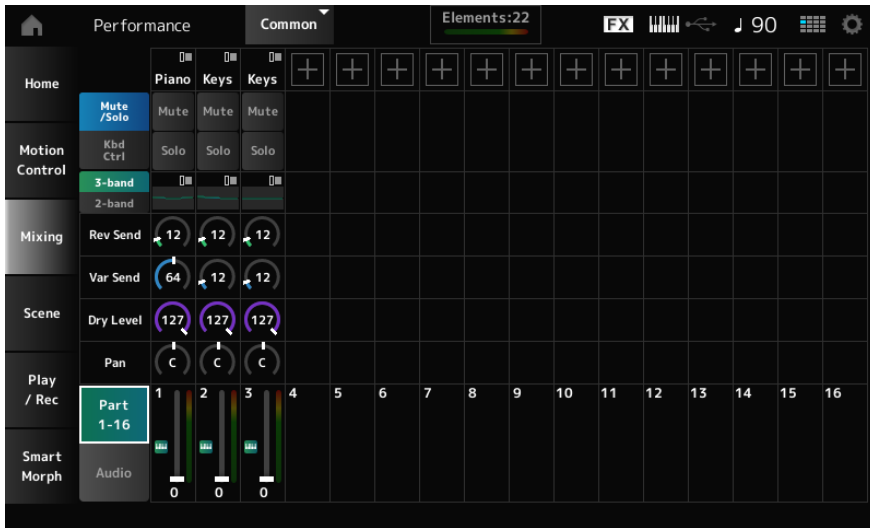 Performance
Common
Elements:22
FX
♩ 90
Home
Piano
Keys
Keys
Mute
/Solo
Mute
Mute
Mute
Motion
Control
Kbd
Ctrl
Solo
Solo
Solo
3-band
2-band
Mixing
Rev Send
12
12
12
Var Send
64
12
12
Scene
Dry Level
127
127
127
Pan
C
C
C
Play
/ Rec
Part
1-16
1
2
3
4
5
6
7
8
9
10
11
12
13
14
15
16
Smart
Morph
Audio
0
0
0